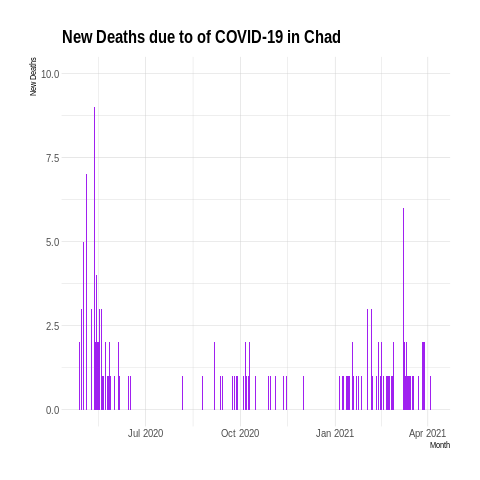 New Deaths due to of COVID-19 in Chad
New Deaths
10.0
7.5
5.0
2.5
0.0
Jul 2020 Oct 2020 Jan 2021 Apr 2021
Month